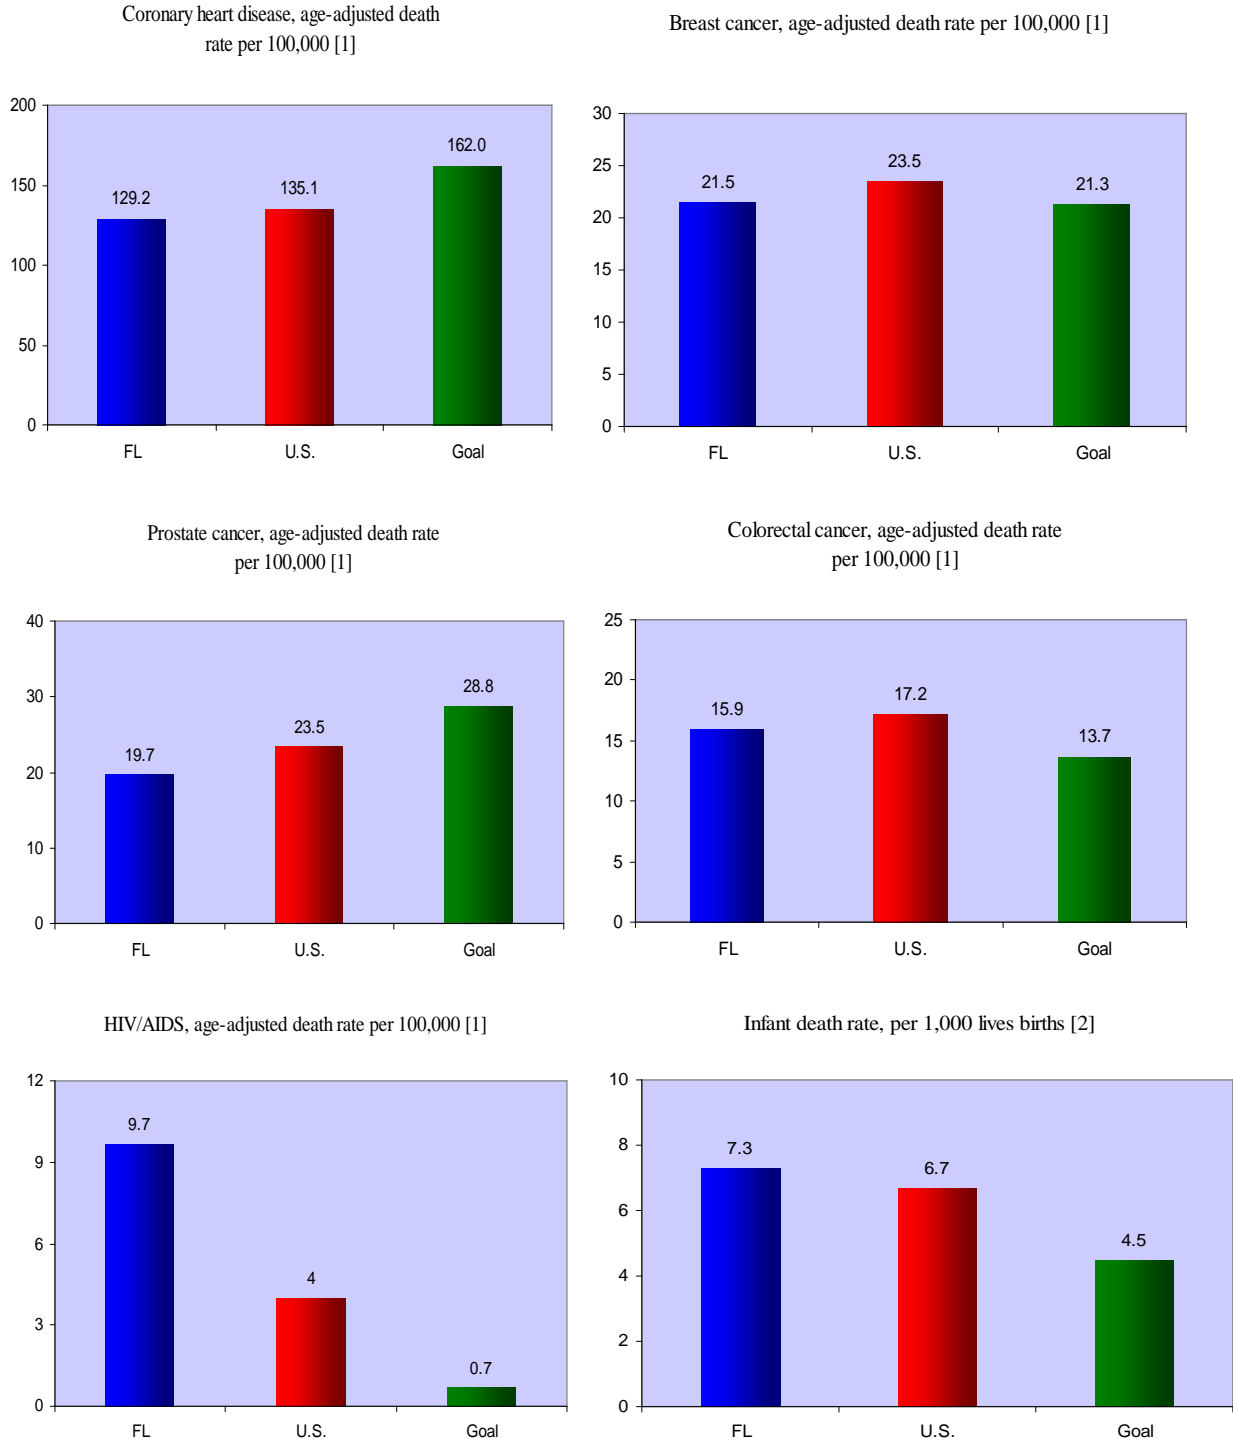 Coronary heart disease, age-adjusted death
rate per 100,000 [1]
200
150
100
50
0
129.2
135.1
162.0
FL
U.S.
Goal
Breast cancer, age-adjusted death rate per 100,000 [1]
30
25
20
15
10
5
0
21.5
23.5
21.3
FL
U.S.
Goal
Prostate cancer, age-adjusted death rate
per 100,000 [1]
40
30
20
10
0
19.7
23.5
28.8
FL
U.S.
Goal
Colorectal cancer, age-adjusted death rate
per 100,000 [1]
25
20
15
10
5
0
15.9
17.2
13.7
FL
U.S.
Goal
HIV/AIDS, age-adjusted death rate per 100,000 [1]
12
9
6
3
0
9.7
4
0.7
FL
U.S.
Goal
Infant death rate, per 1,000 lives births [2]
10
8
6
4
2
0
7.3
6.7
4.5
FL
U.S.
Goal